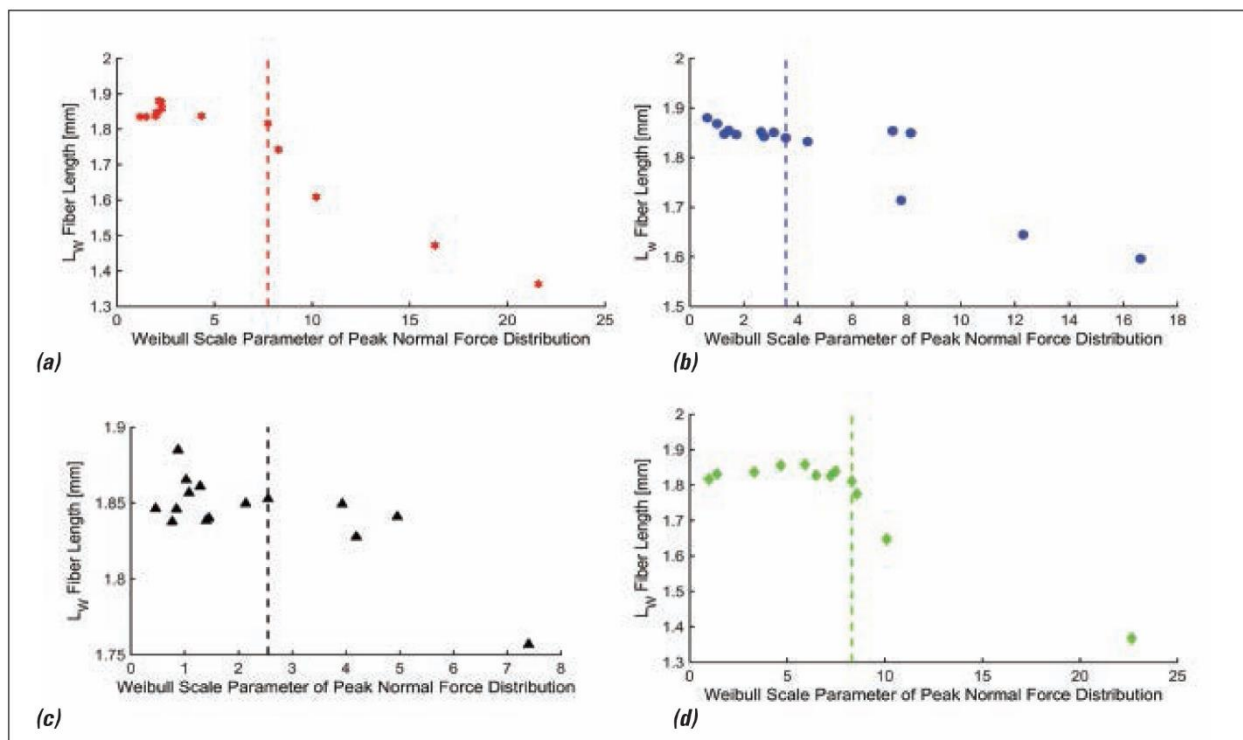 2
1.9
1.8
1.7
1.6
1.5
1.4
1.3
0 5 10 15 20 25
LW Fiber Length [mm]
Weibull Scale Parameter of Peak Normal Force Distribution
(a)
2
1.9
1.8
1.7
1.6
1.5
0 2 4 6 8 10 12 14 16 18
Lw Fiber Length [mm]
Weibull Scale Parameter of Peak Normal Force Distribution
(b)
1.9
1.85
1.8
1.75
0 1 2 3 4 5 6 7 8
LW Fiber Length [mm]
Weibull Scale Parameter of Peak Normal Force Distribution
(c)
2
1.9
1.8
1.7
1.6
1.5
1.4
1.3
0 5 10 15 20 25
LW Fiber Length [mm]
Weibull Scale Parameter of Peak Normal Force Distribution
(d)